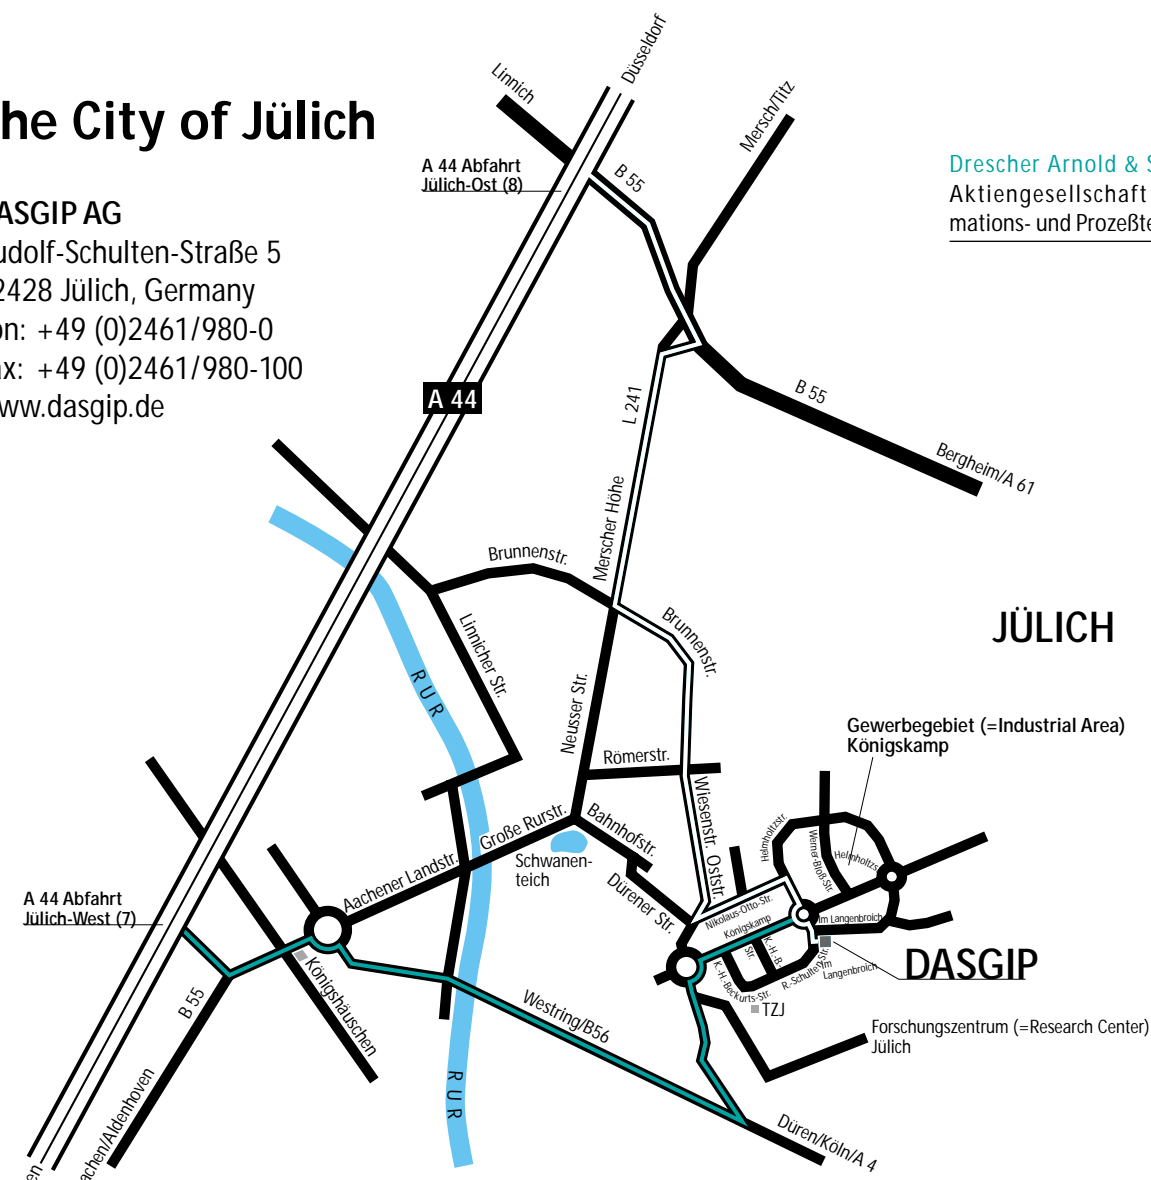 he City of Jülich
ASGIP AG
udolf-Schulten-Straße 5
2428 Jülich, Germany
on: +49 (0)2461/980-0
ax: +49 (0)2461/980-100
ww.dasgip.de
Drescher Arnold & S
Aktiengesellschaft
mations- und Prozeßte
Linnich
Düsseldorf
Mersch/Titz
A 44 Abfahrt
Jülich-Ost (8)
B 55
A 44
L 241
B 55
Bergheim/A 61
Merscher Höhe
Brunnenstr.
Brunnenstr.
Linnicher Str.
RUR
JÜLICH
Neusser Str.
Römerstr.
Gewerbegebiet (=Industrial Area)
Königskamp
Wiesenstr.
Oststr.
Große Rurstr.
Bahnhofstr.
Schwanen-
teich
Aachener Landstr.
Dürener Str.
Helmholtzstr.
Werner-Bloß-Str.
Helmholtzs
Nikolaus-Otto-Str.
Königskamp
Im Langenbroich
A 44 Abfahrt
Jülich-West (7)
K.-H.-B.-
Str.
K.-H.-Beckurts-Str.
R.-Schulten-Str.
Im
Langenbroich
DASGIP
TZJ
Königshäuschen
B 55
Westring/B56
Forschungszentrum (=Research Center)
Jülich
RUR
achen/Aldenhoven
en
Düren/Köln/A 4